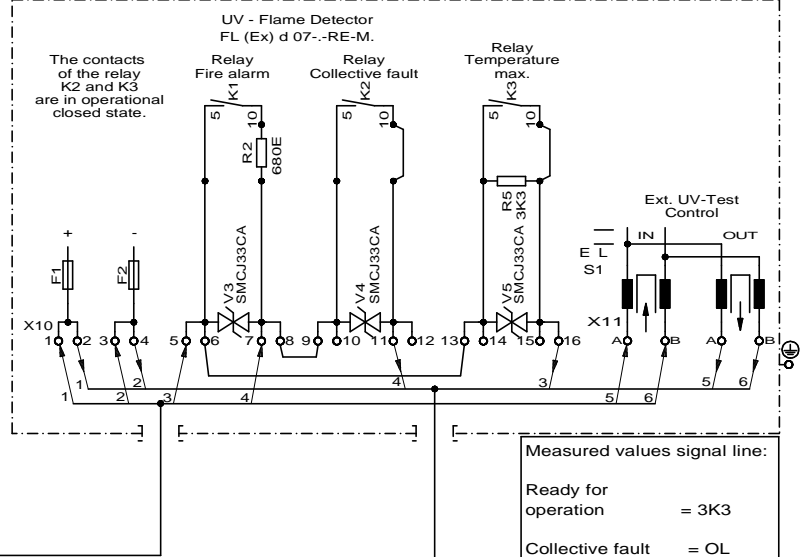 UV - Flame Detector
FL (Ex) d 07-.-RE-M.
The contacts
of the relay
K2 and K3
are in operational
closed state.
Relay
Fire alarm
Relay
Collective fault
Relay
Temperature
max.
K1
5
10
R2
680E
K2
5
10
K3
5
10
R5
3K3
Ext. UV-Test
Control
IN
OUT
E L
S1
+
-
F1
F2
V3
SMCJ33CA
V4
SMCJ33CA
V5
SMCJ33CA
X10
X11
1 2 3 4 5 6 7 8 9 10 11 12 13 14 15 16 A B A B
1 2 4 3 5 6
1 2 3 4 5 6
Measured values signal line:
Ready for
operation = 3K3
Collective fault = OL